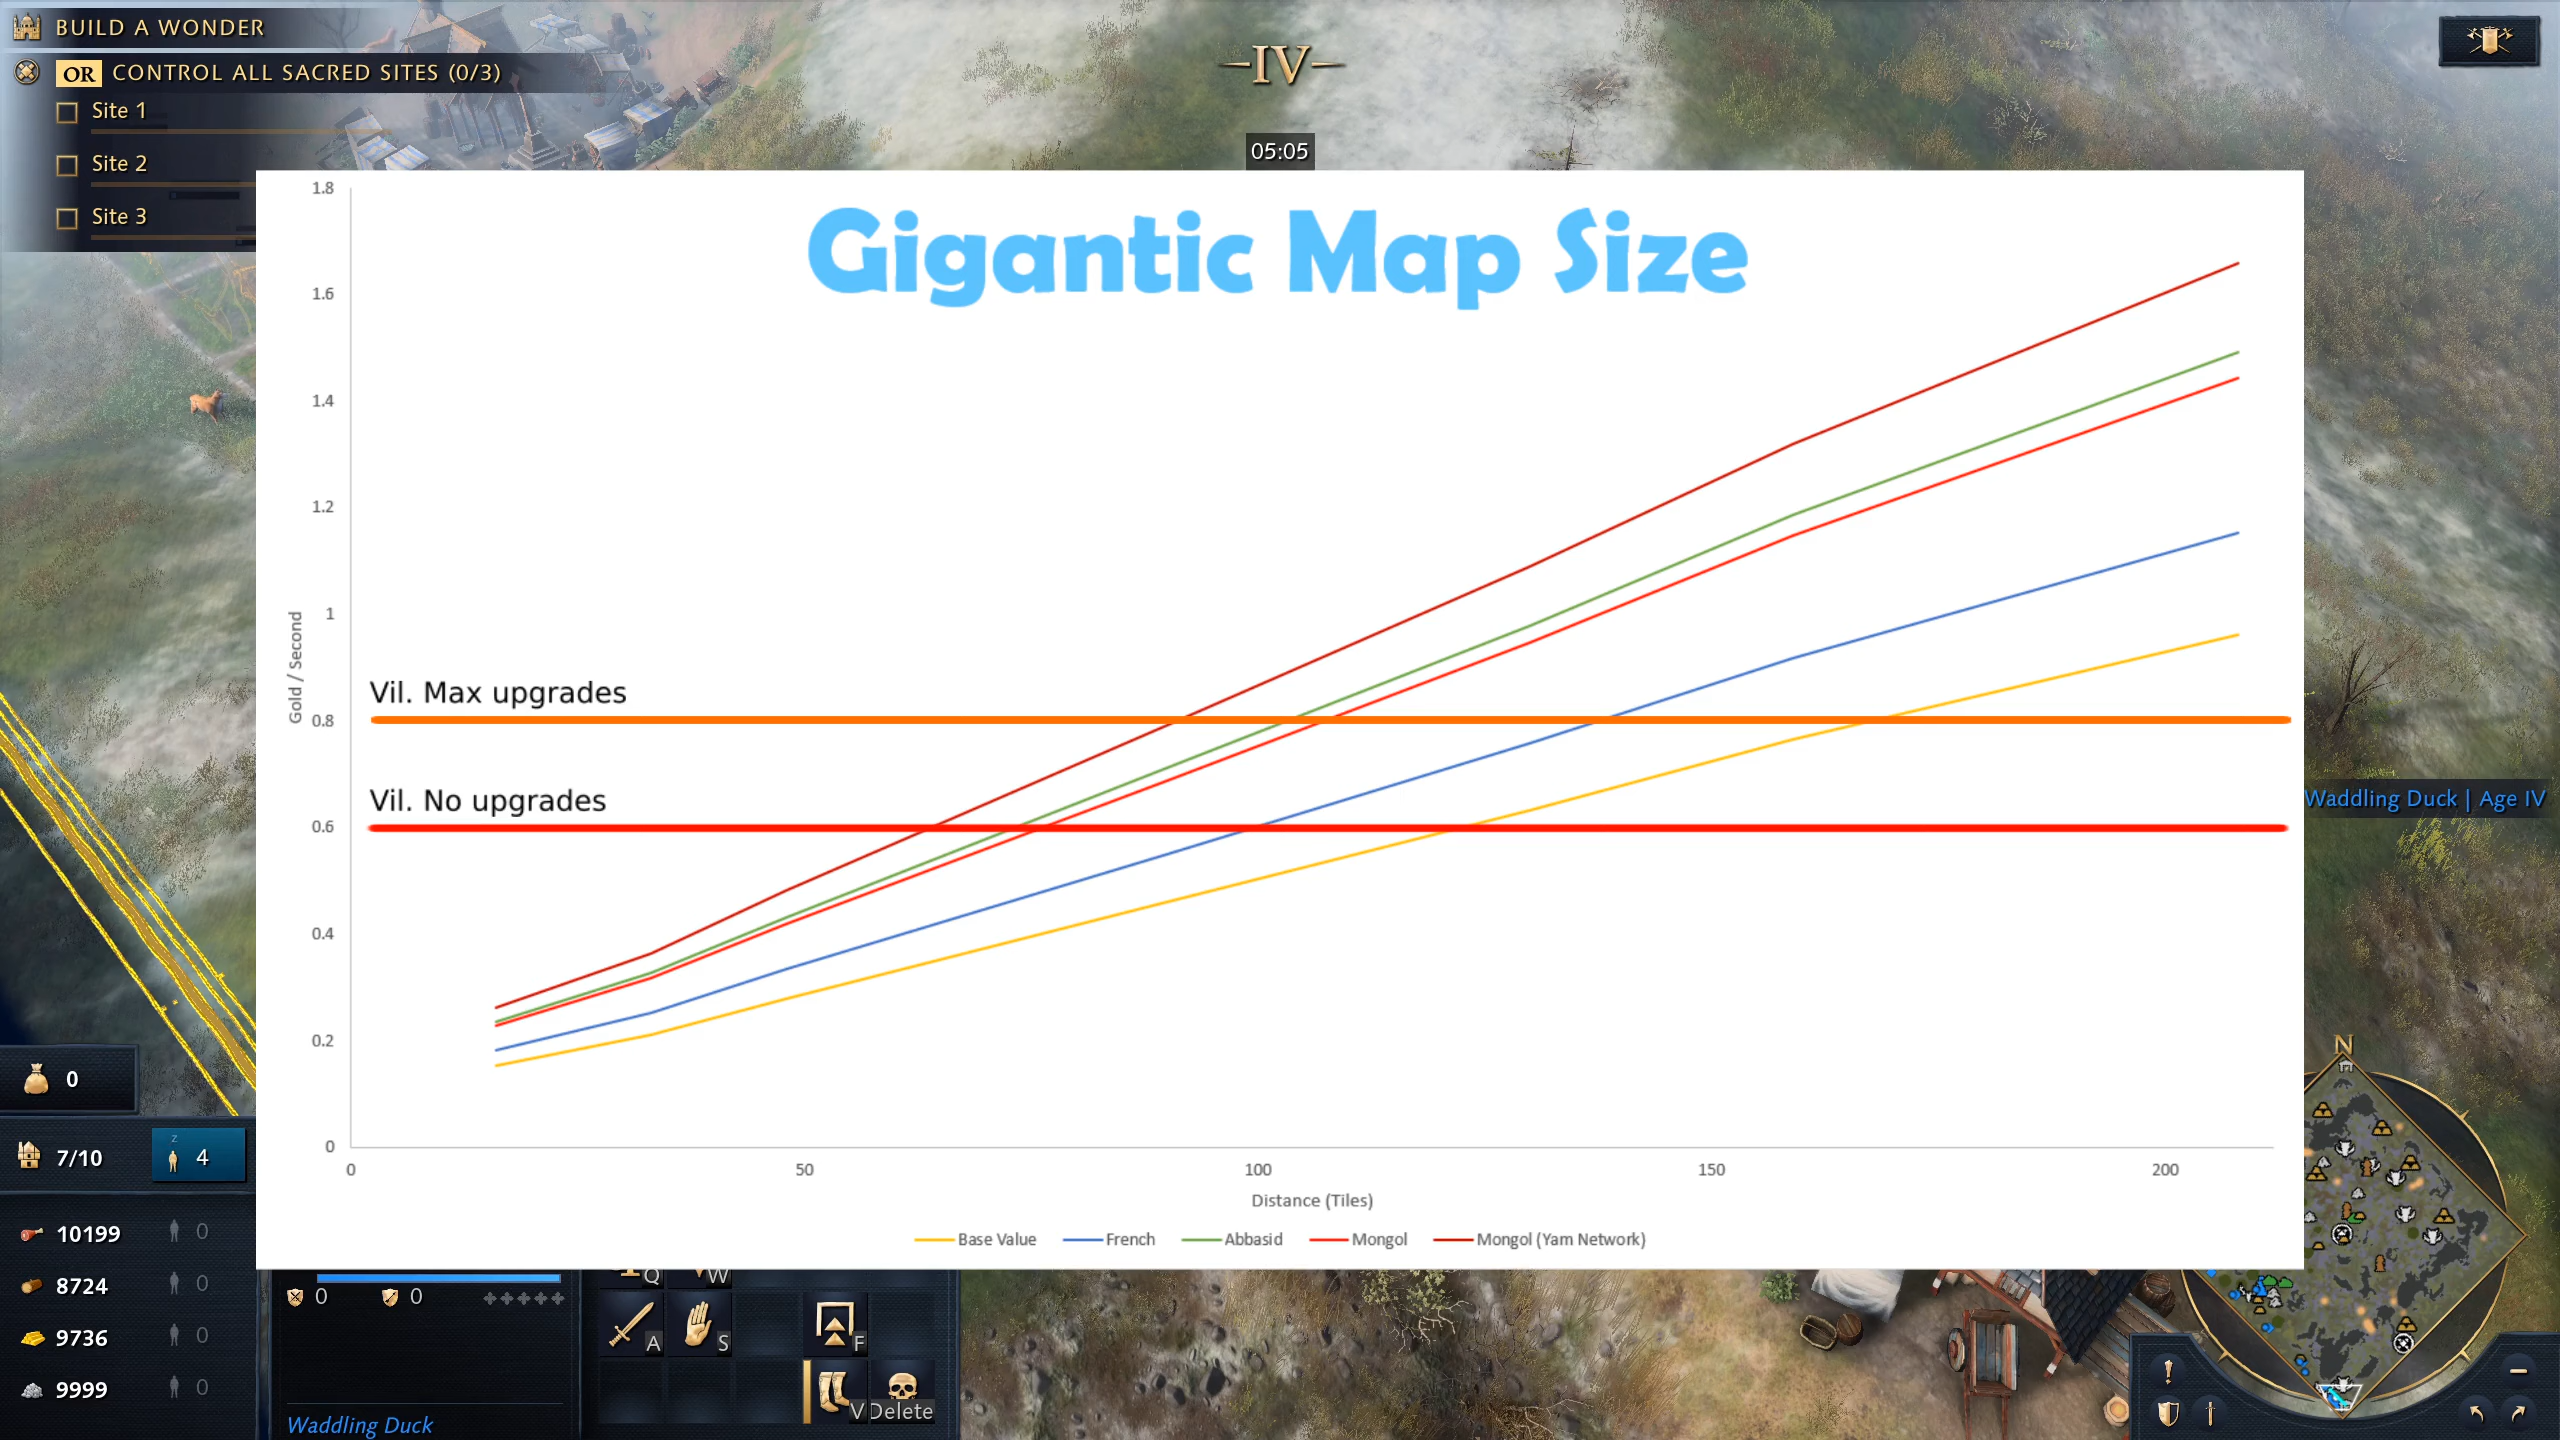 BUILD A WONDER
OR CONTROL ALL SACRED SITES (0/3)
Site 1
Site 2
Site 3
IV
05:05
Gigantic Map Size
1.8
1.6
1.4
1.2
1
0.8
0.6
0.4
0.2
0
Gold / Second
Vil. Max upgrades
Vil. No upgrades
0 50 100 150 200
Distance (Tiles)
Base Value French Abbasid Mongol Mongol (Yam Network)
Waddling Duck | Age IV
N
0
7/10
Z
4
10199 0
8724 0
9736 0
9999 0
0 0
Waddling Duck
Q W
A S F
V Delete